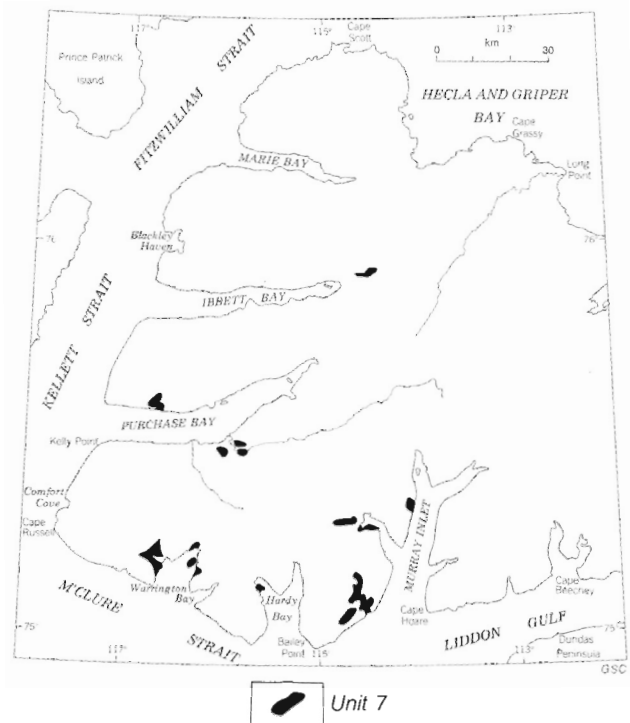 117°
115°
113°
Cape
Scott
0 km 30
Prince Patrick
Island
FITZWILLIAM STRAIT
HECLA AND GRIPER
BAY
Cape
Grassy
MARIE BAY
Long
Point
76
76°
Blackley
Haven
IBBETT BAY
KELLETT STRAIT
PURCHASE BAY
Kelly Point
Comfort
Cove
Cape
Russell
MURRAY INLET
Warrington
Bay
Hardy
Bay
Cape
Beechey
Cape
Hoare
M'CLURE STRAIT
Bailey
Point
LIDDON GULF
Dundas
Peninsula
75°
75°
115°
113°
GSC
Unit 7